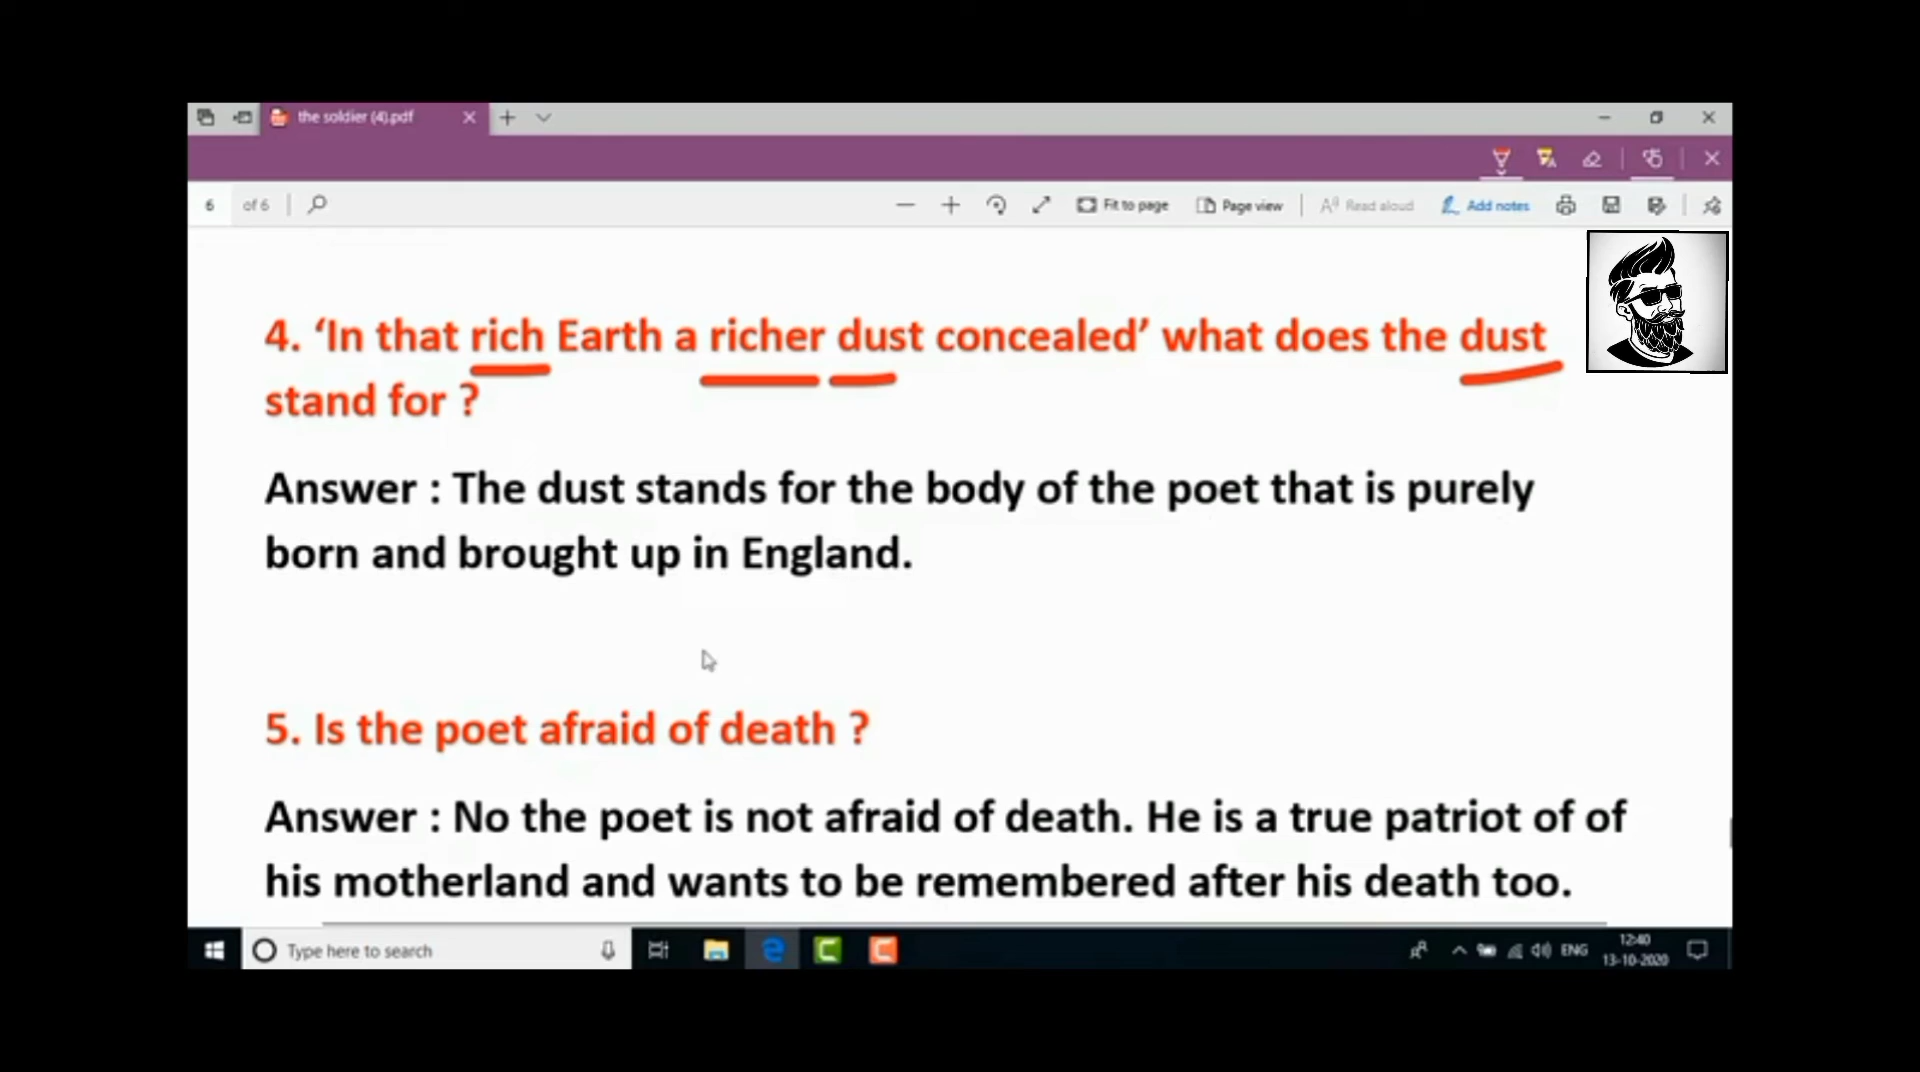 the soldier (4).pdf
6 of 6
Fit to page
Page view
Read aloud
Add notes
4. ‘In that rich Earth a richer dust concealed’ what does the dust
stand for ?
Answer : The dust stands for the body of the poet that is purely
born and brought up in England.
5. Is the poet afraid of death ?
Answer : No the poet is not afraid of death. He is a true patriot of of
his motherland and wants to be remembered after his death too.
Type here to search
ENG
12:40
13-10-2020